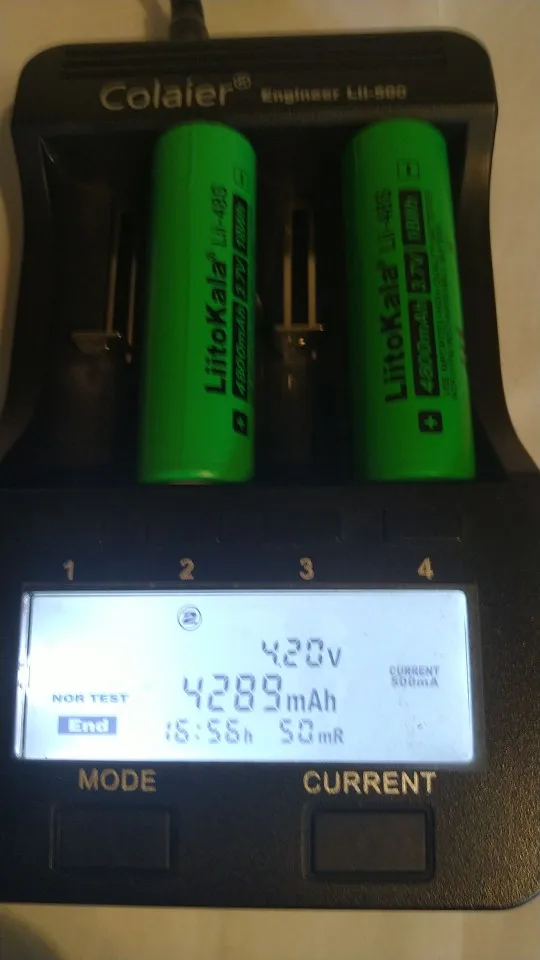 Colaier® Engineer Lii-500
LiitoKala® Lii-48S
4800mAh 3.7V
LiitoKala® Lii-48S
4800mAh 3.7V
1 2 3 4
2
4.20v
CURRENT
500mA
NOR TEST
4289mAh
End
16:56h 50mR
MODE CURRENT